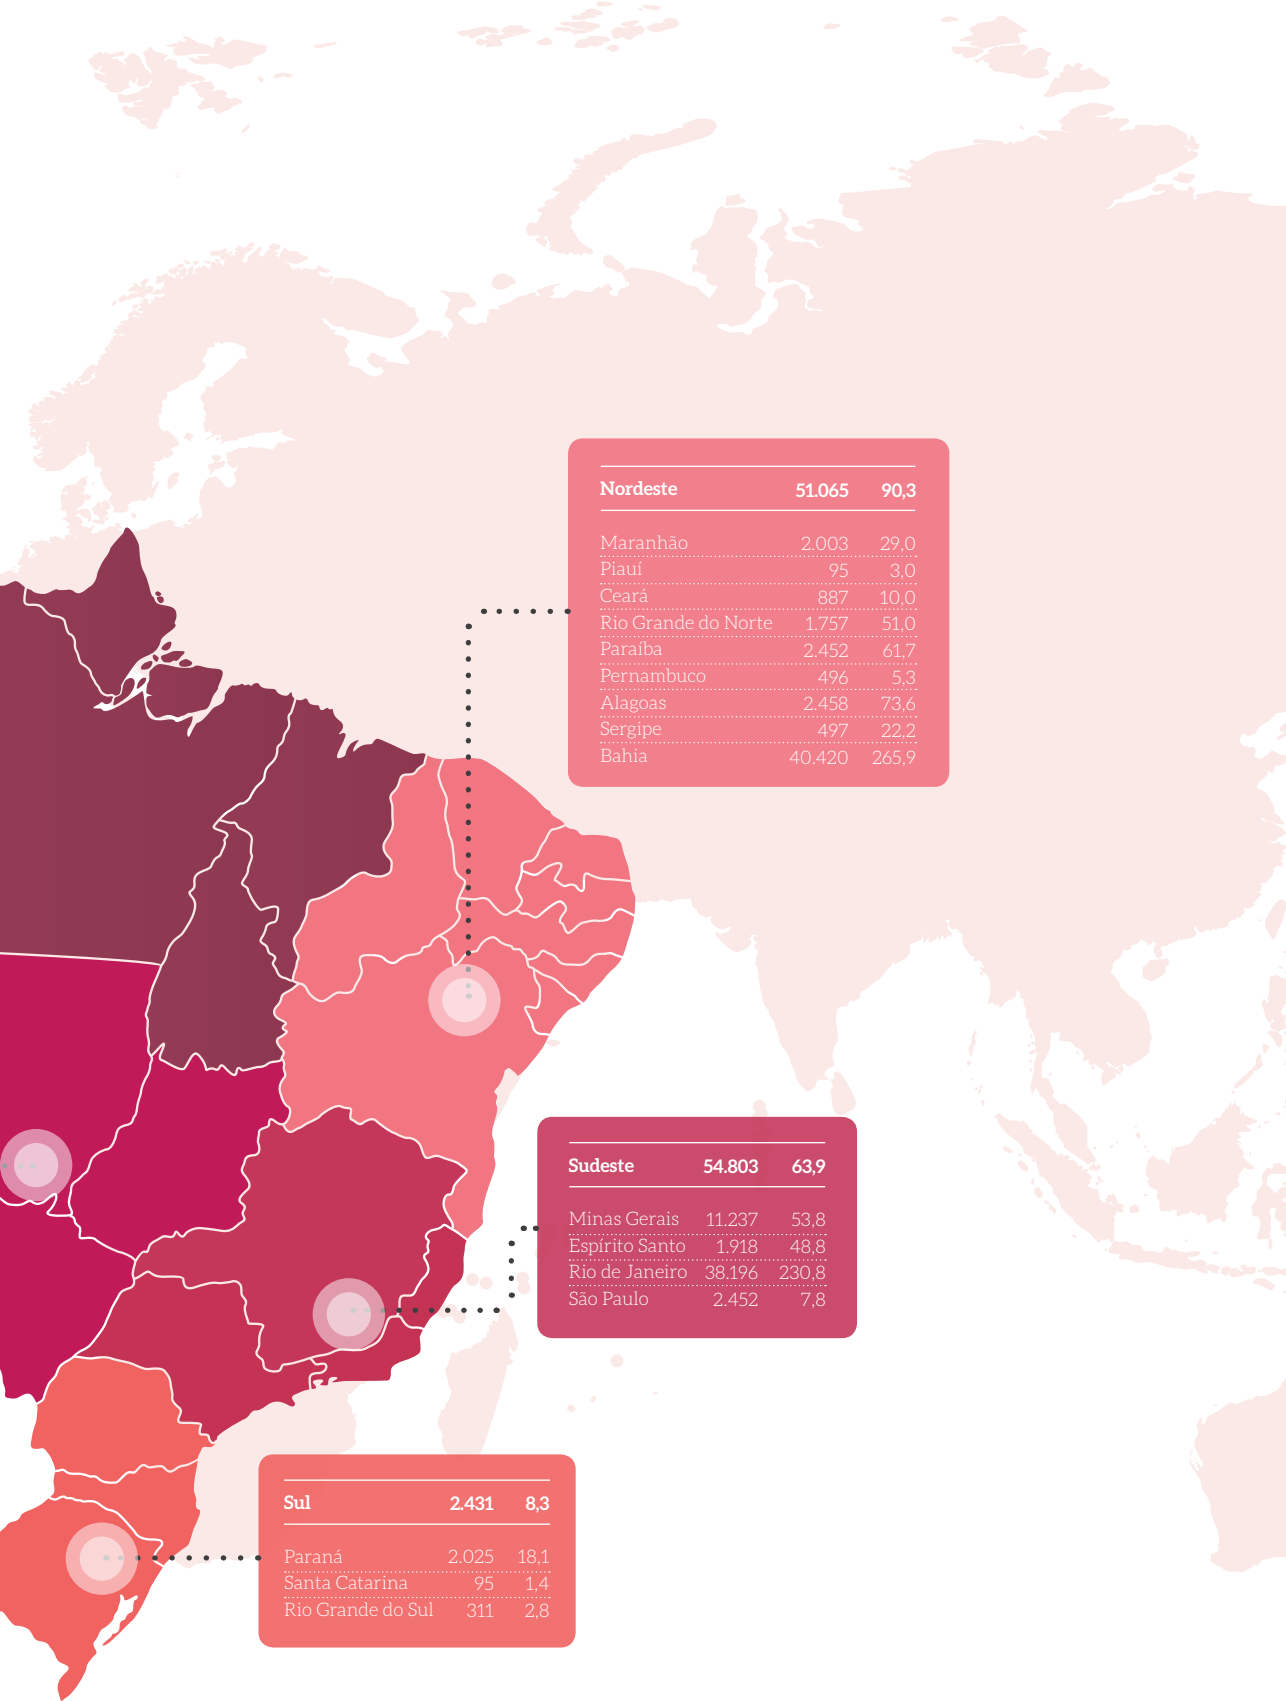 Nordeste 51.065 90,3
Maranhão 2.003 29,0
Piauí 95 3,0
Ceará 887 10,0
Rio Grande do Norte 1.757 51,0
Paraíba 2.452 61,7
Pernambuco 496 5,3
Alagoas 2.458 73,6
Sergipe 497 22,2
Bahia 40.420 265,9
Sudeste 54.803 63,9
Minas Gerais 11.237 53,8
Espírito Santo 1.918 48,8
Rio de Janeiro 38.196 230,8
São Paulo 2.452 7,8
Sul 2.431 8,3
Paraná 2.025 18,1
Santa Catarina 95 1,4
Rio Grande do Sul 311 2,8